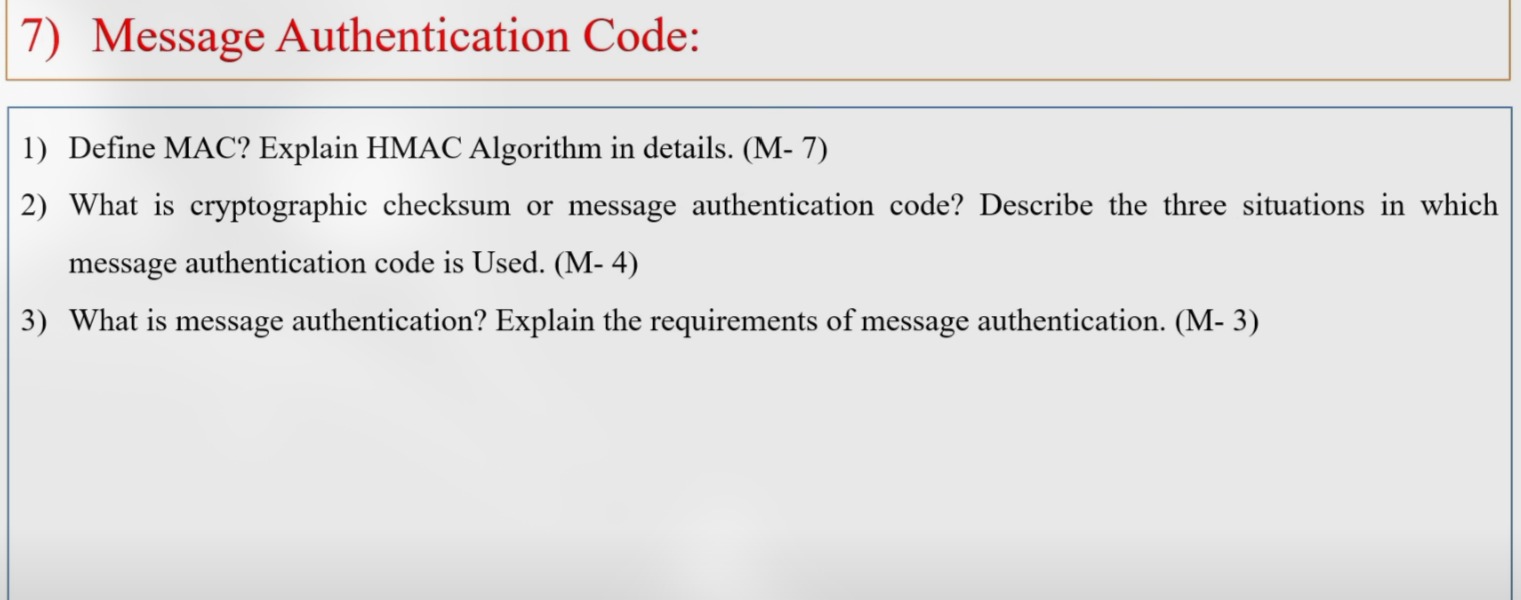 7) Message Authentication Code:
1) Define MAC? Explain HMAC Algorithm in details. (M- 7)
2) What is cryptographic checksum or message authentication code? Describe the three situations in which
message authentication code is Used. (M- 4)
3) What is message authentication? Explain the requirements of message authentication. (M- 3)